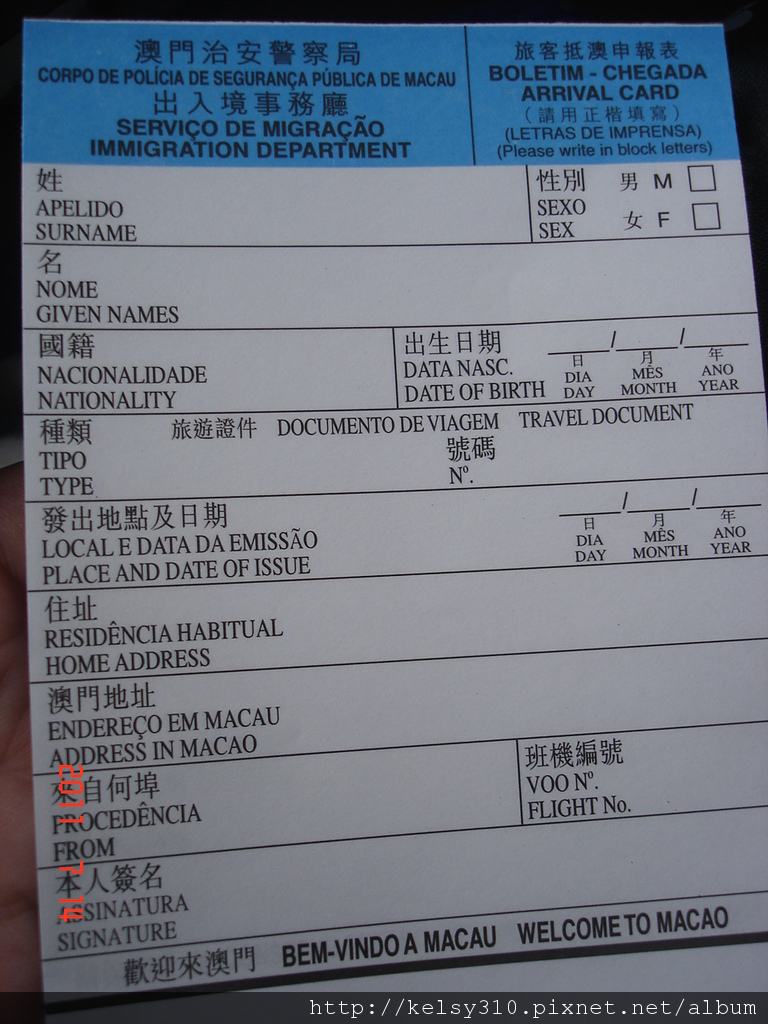 澳門治安警察局
CORPO DE POLÍCIA DE SEGURANÇA PÚBLICA DE MACAU
出入境事務廳
SERVIÇO DE MIGRAÇÃO
IMMIGRATION DEPARTMENT
旅客抵澳申報表
BOLETIM - CHEGADA
ARRIVAL CARD
(請用正楷填寫)
(LETRAS DE IMPRENSA)
(Please write in block letters)
姓
APELIDO
SURNAME
性別 男 M
SEXO
SEX 女 F
名
NOME
GIVEN NAMES
國籍
NACIONALIDADE
NATIONALITY
出生日期
DATA NASC.
DATE OF BIRTH
/ /
日 月 年
DIA MÊS ANO
DAY MONTH YEAR
種類 旅遊證件 DOCUMENTO DE VIAGEM TRAVEL DOCUMENT
TIPO 號碼
TYPE Nº.
發出地點及日期
LOCAL E DATA DA EMISSÃO
PLACE AND DATE OF ISSUE
/ /
日 月 年
DIA MÊS ANO
DAY MONTH YEAR
住址
RESIDÊNCIA HABITUAL
HOME ADDRESS
澳門地址
ENDEREÇO EM MACAU
ADDRESS IN MACAO
來自何埠
PROCEDÊNCIA
FROM
班機編號
VOO Nº.
FLIGHT No.
本人簽名
ASSINATURA
SIGNATURE
歡迎來澳門 BEM-VINDO A MACAU WELCOME TO MACAO
2011 7 14
http://kelsy310.pixnet.net/album